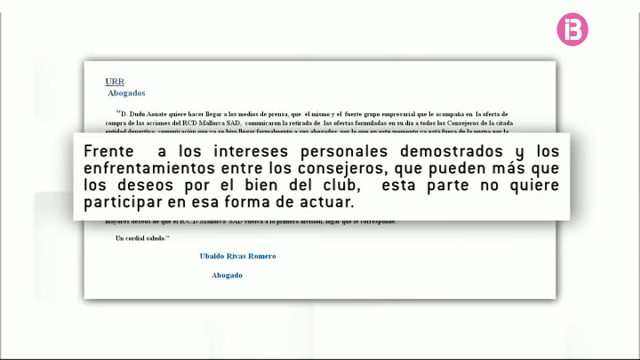 URR
Abogados
"D. Dudu Aouate quiere hacer llegar a los medios de prensa, que él mismo y el fuerte grupo empresarial que le acompaña en la oferta de
compra de las acciones del RCD Mallorca SAD, comunicaron la retirada de las ofertas formuladas en su día a todos los Consejeros de la citada
Frente a los intereses personales demostrados y los
enfrentamientos entre los consejeros, que pueden más que
los deseos por el bien del club, esta parte no quiere
participar en esa forma de actuar.
mayores deseos de que el RCD Mallorca SAD vuelva a la primera división, lugar que le corresponde.
Un cordial saludo."
Ubaldo Rivas Romero
Abogado